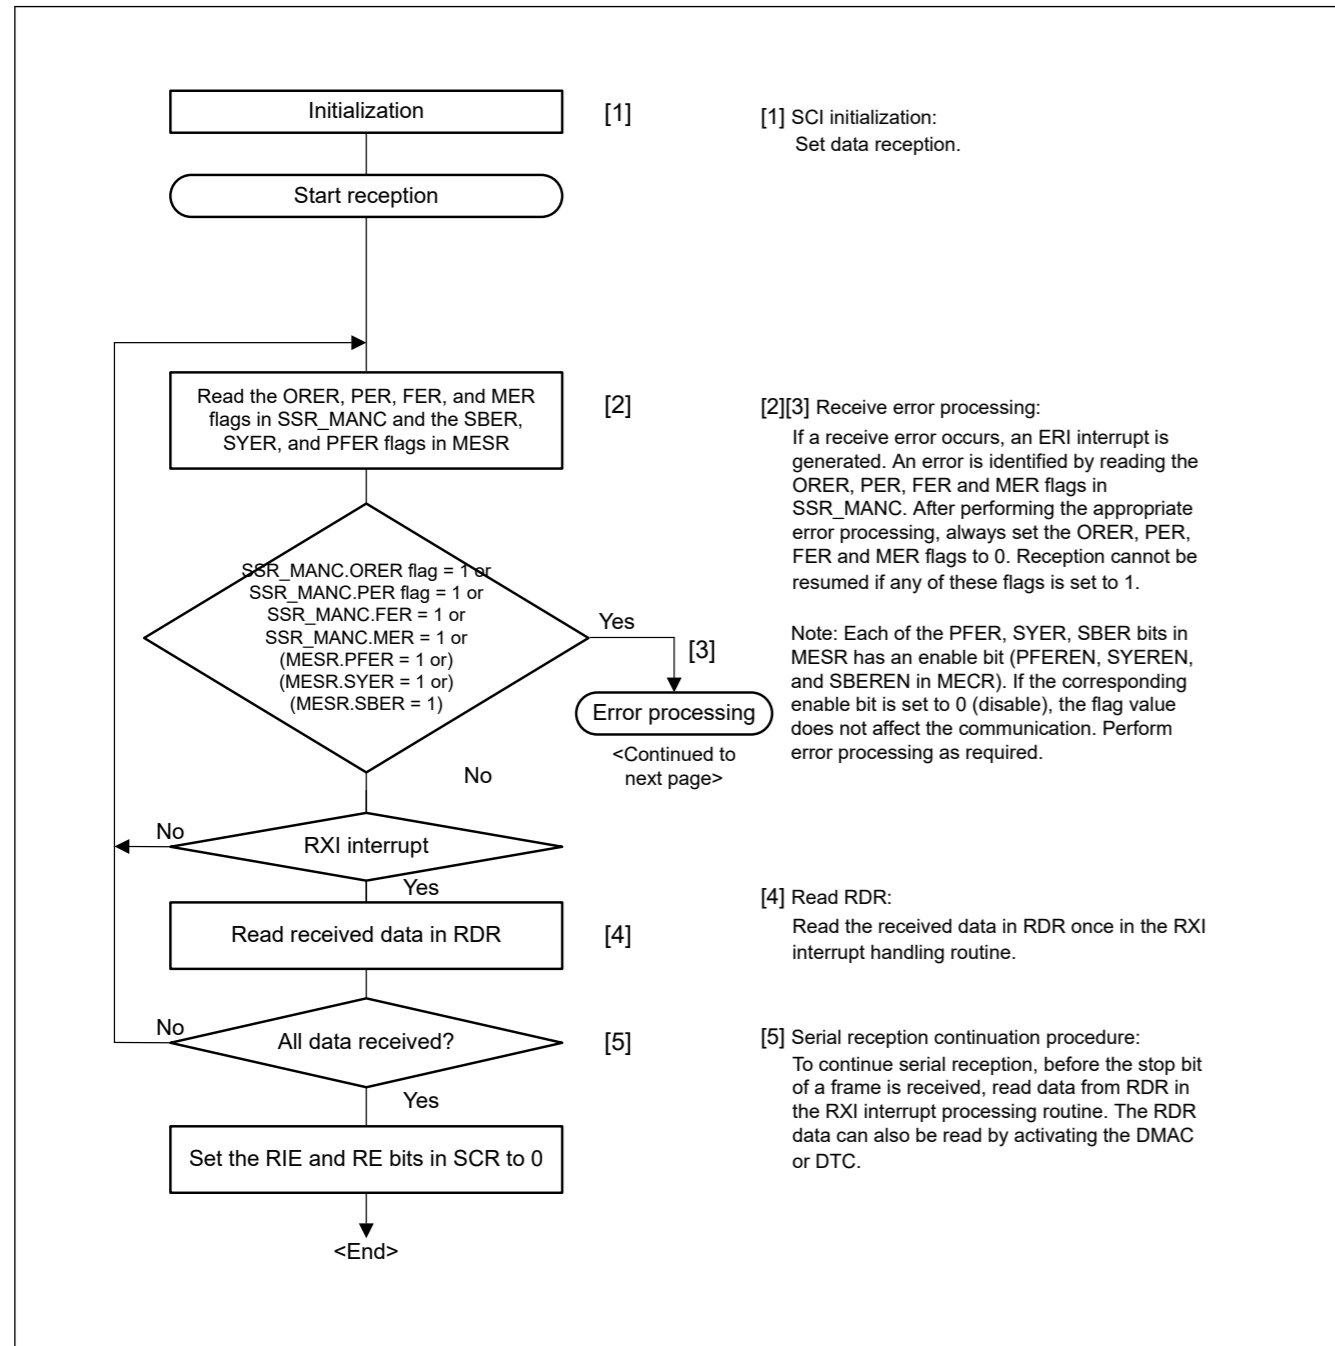 Initialization
[1]
[1] SCI initialization:
Set data reception.
Start reception
Read the ORER, PER, FER, and MER
flags in SSR_MANC and the SBER,
SYER, and PFER flags in MESR
[2]
[2][3] Receive error processing:
If a receive error occurs, an ERI interrupt is
generated. An error is identified by reading the
ORER, PER, FER and MER flags in
SSR_MANC. After performing the appropriate
error processing, always set the ORER, PER,
FER and MER flags to 0. Reception cannot be
resumed if any of these flags is set to 1.
Note: Each of the PFER, SYER, SBER bits in
MESR has an enable bit (PFEREN, SYEREN,
and SBEREN in MECR). If the corresponding
enable bit is set to 0 (disable), the flag value
does not affect the communication. Perform
error processing as required.
SSR_MANC.ORER flag = 1 or
SSR_MANC.PER flag = 1 or
SSR_MANC.FER = 1 or
SSR_MANC.MER = 1 or
(MESR.PFER = 1 or)
(MESR.SYER = 1 or)
(MESR.SBER = 1)
Yes
[3]
Error processing
<Continued to
next page>
No
RXI interrupt
No
Yes
Read received data in RDR
[4]
[4] Read RDR:
Read the received data in RDR once in the RXI
interrupt handling routine.
All data received?
No
[5]
[5] Serial reception continuation procedure:
To continue serial reception, before the stop bit
of a frame is received, read data from RDR in
the RXI interrupt processing routine. The RDR
data can also be read by activating the DMAC
or DTC.
Yes
Set the RIE and RE bits in SCR to 0
<End>